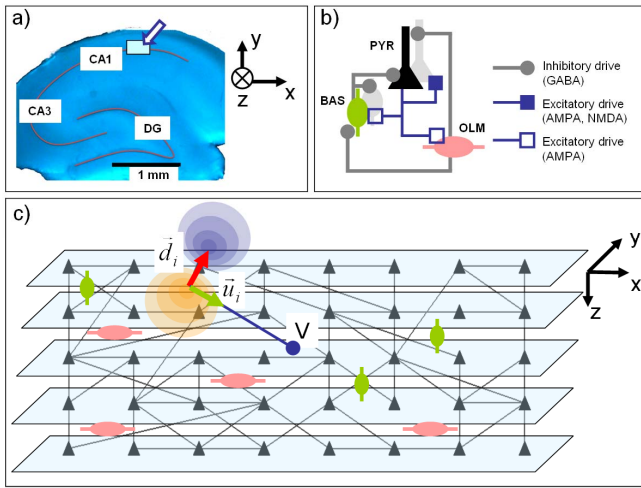 a)
CA1
CA3
DG
1 mm
y
z
x
b)
PYR
BAS
OLM
Inhibitory drive
(GABA)
Excitatory drive
(AMPA, NMDA)
Excitatory drive
(AMPA)
c)
d⃗ᵢ
u⃗ᵢ
V
y
x
z